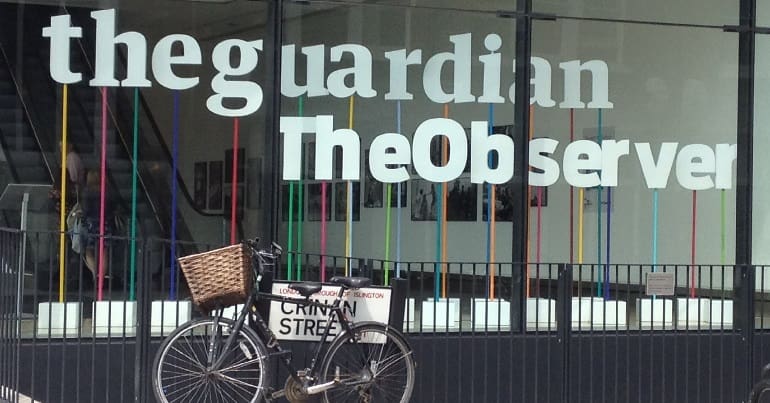 theguardian
TheObserver
LONDON BOROUGH OF ISLINGTON
CRINAN
STREET